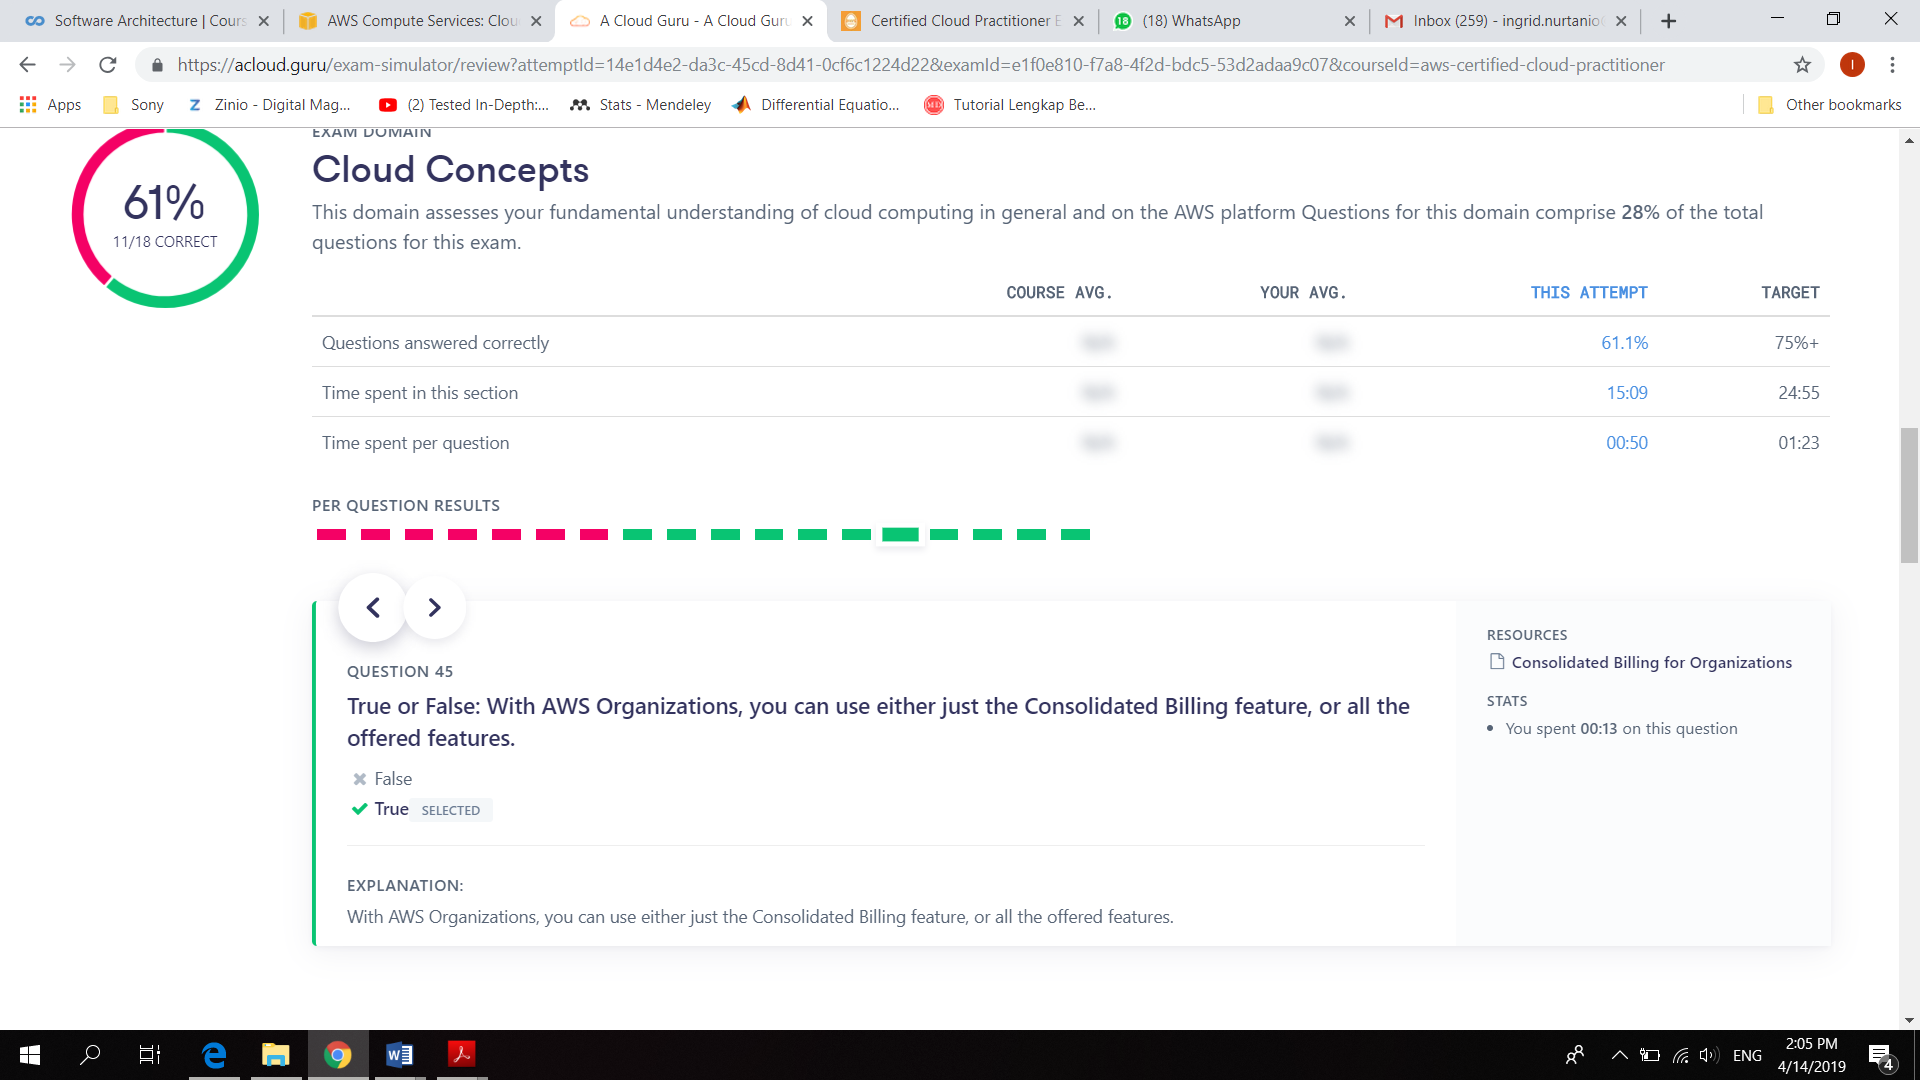 Software Architecture | Cours
AWS Compute Services: Clou
A Cloud Guru - A Cloud Guru
Certified Cloud Practitioner E
18
(18) WhatsApp
Inbox (259) - ingrid.nurtanio
https://acloud.guru/exam-simulator/review?attemptId=14e1d4e2-da3c-45cd-8d41-0cf6c1224d22&examId=e1f0e810-f7a8-4f2d-bdc5-53d2adaa9c07&courseId=aws-certified-cloud-practitioner
I
Apps
Sony
Z
Zinio - Digital Mag...
(2) Tested In-Depth:...
Stats - Mendeley
Differential Equatio...
Tutorial Lengkap Be...
Other bookmarks
61%
11/18 CORRECT
EXAM DOMAIN
Cloud Concepts
This domain assesses your fundamental understanding of cloud computing in general and on the AWS platform Questions for this domain comprise 28% of the total
questions for this exam.
COURSE AVG. YOUR AVG. THIS ATTEMPT TARGET
Questions answered correctly 61.1% 75%+
Time spent in this section 15:09 24:55
Time spent per question 00:50 01:23
PER QUESTION RESULTS
QUESTION 45
True or False: With AWS Organizations, you can use either just the Consolidated Billing feature, or all the
offered features.
False
True SELECTED
EXPLANATION:
With AWS Organizations, you can use either just the Consolidated Billing feature, or all the offered features.
RESOURCES
Consolidated Billing for Organizations
STATS
You spent 00:13 on this question
ENG
2:05 PM
4/14/2019
4